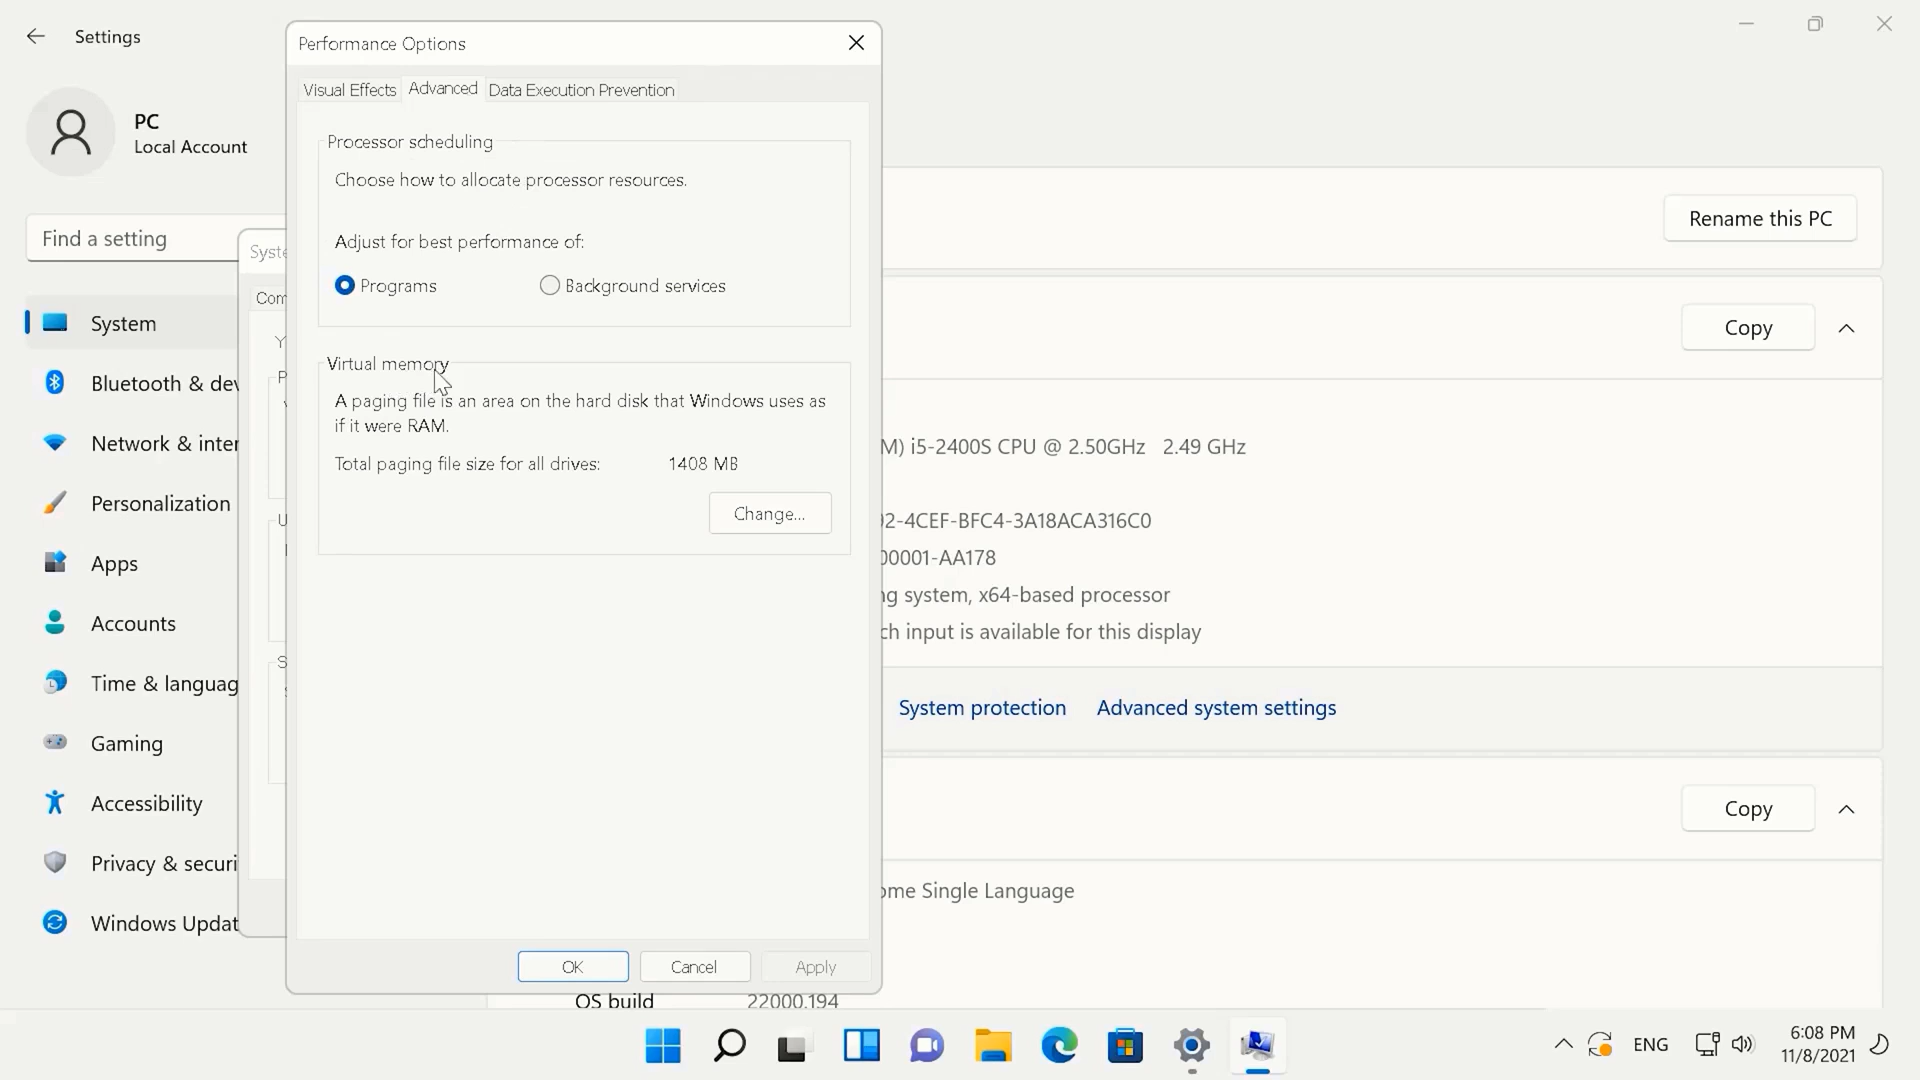 Settings
PC
Local Account
Find a setting
System
Bluetooth & dev
Network & inter
Personalization
Apps
Accounts
Time & languag
Gaming
Accessibility
Privacy & securi
Windows Updat
Syste
Com
Performance Options
Visual Effects
Advanced
Data Execution Prevention
Processor scheduling
Choose how to allocate processor resources.
Adjust for best performance of:
Programs
Background services
Virtual memory
A paging file is an area on the hard disk that Windows uses as
if it were RAM.
Total paging file size for all drives: 1408 MB
Change...
OK
Cancel
Apply
Rename this PC
Copy
M) i5-2400S CPU @ 2.50GHz 2.49 GHz
92-4CEF-BFC4-3A18ACA316C0
00001-AA178
ng system, x64-based processor
ch input is available for this display
System protection
Advanced system settings
Copy
ome Single Language
OS build 22000.194
ENG
6:08 PM
11/8/2021